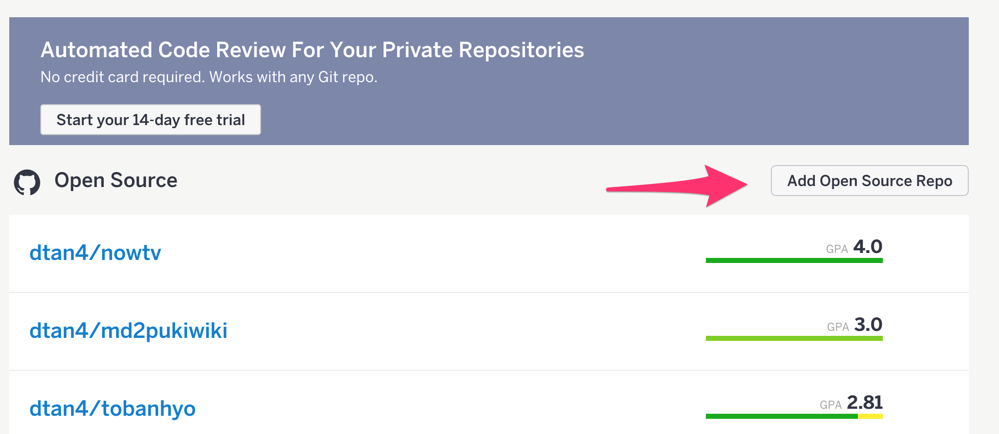 Automated Code Review For Your Private Repositories
No credit card required. Works with any Git repo.
Start your 14-day free trial
Open Source
Add Open Source Repo
dtan4/nowtv
GPA 4.0
dtan4/md2pukiwiki
GPA 3.0
dtan4/tobanhyo
GPA 2.81